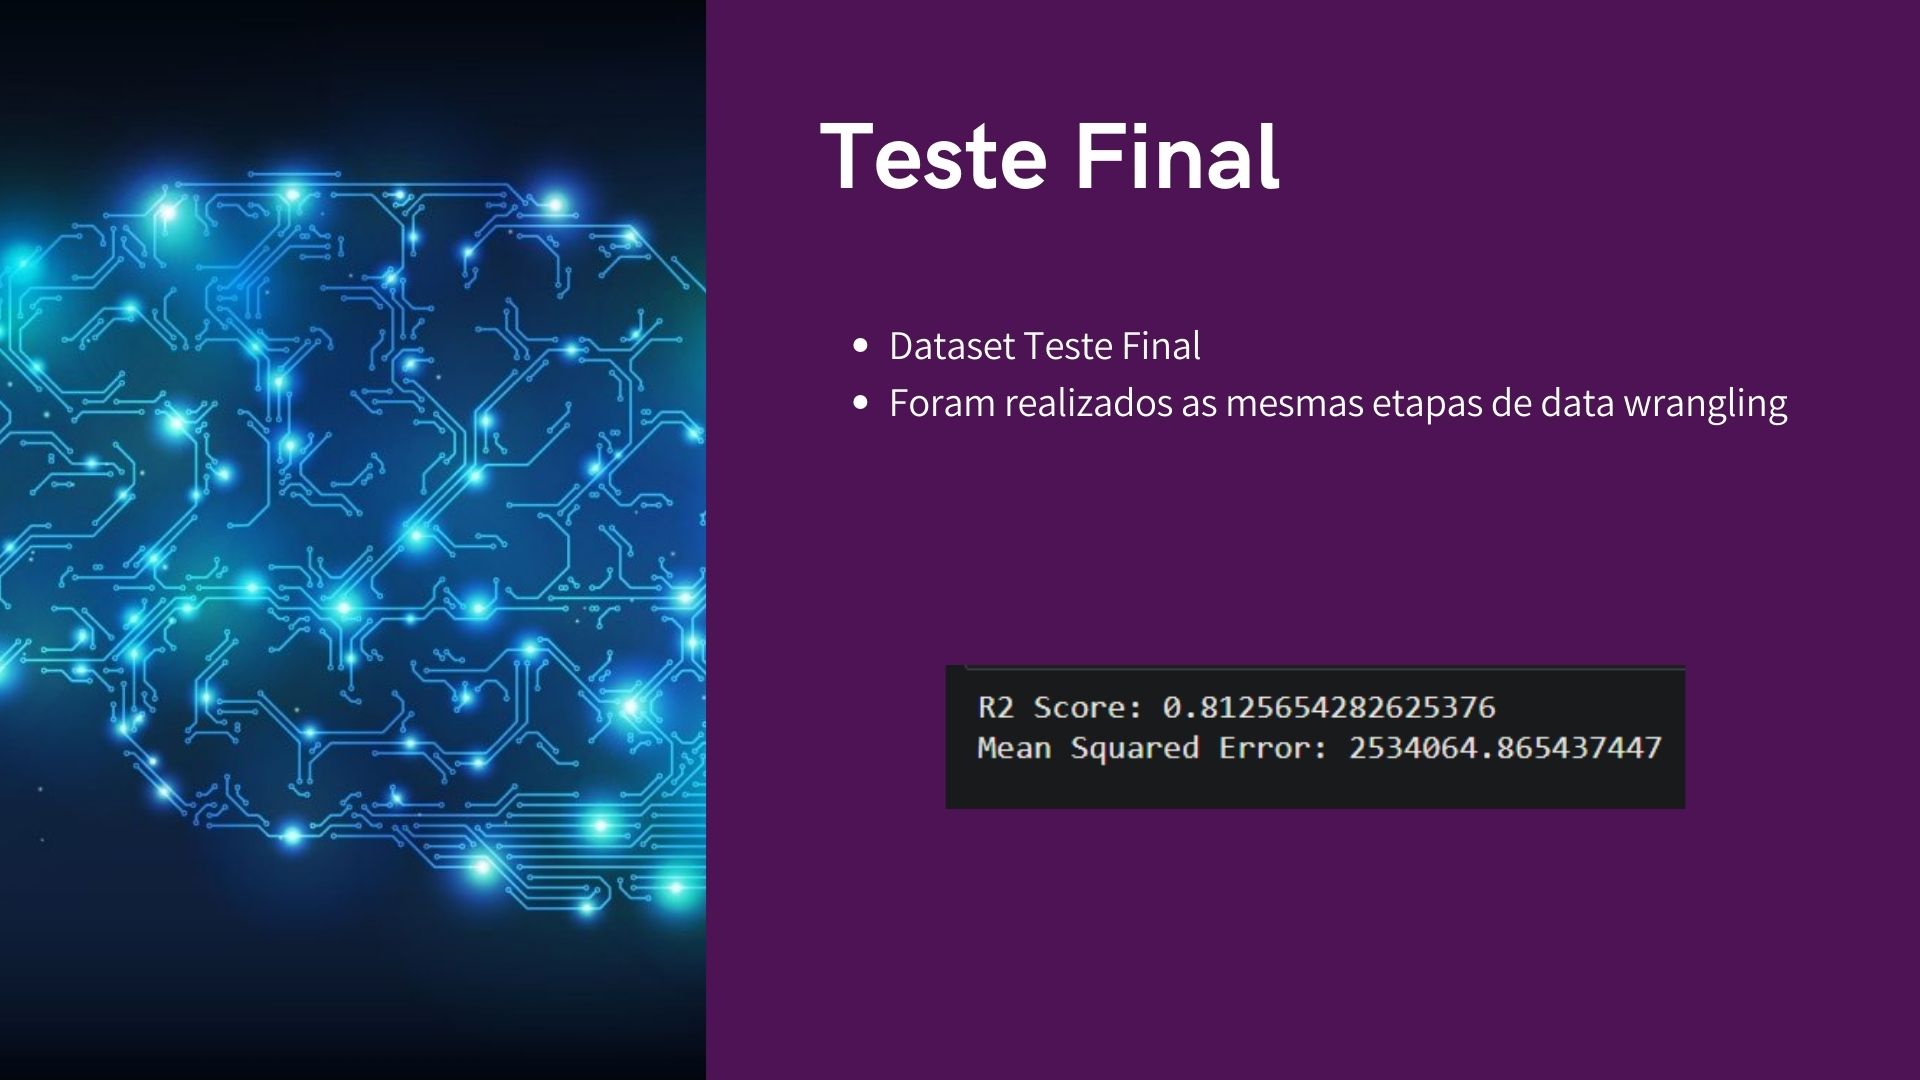 Teste Final
• Dataset Teste Final
• Foram realizados as mesmas etapas de data wrangling
R2 Score: 0.8125654282625376
Mean Squared Error: 2534064.865437447